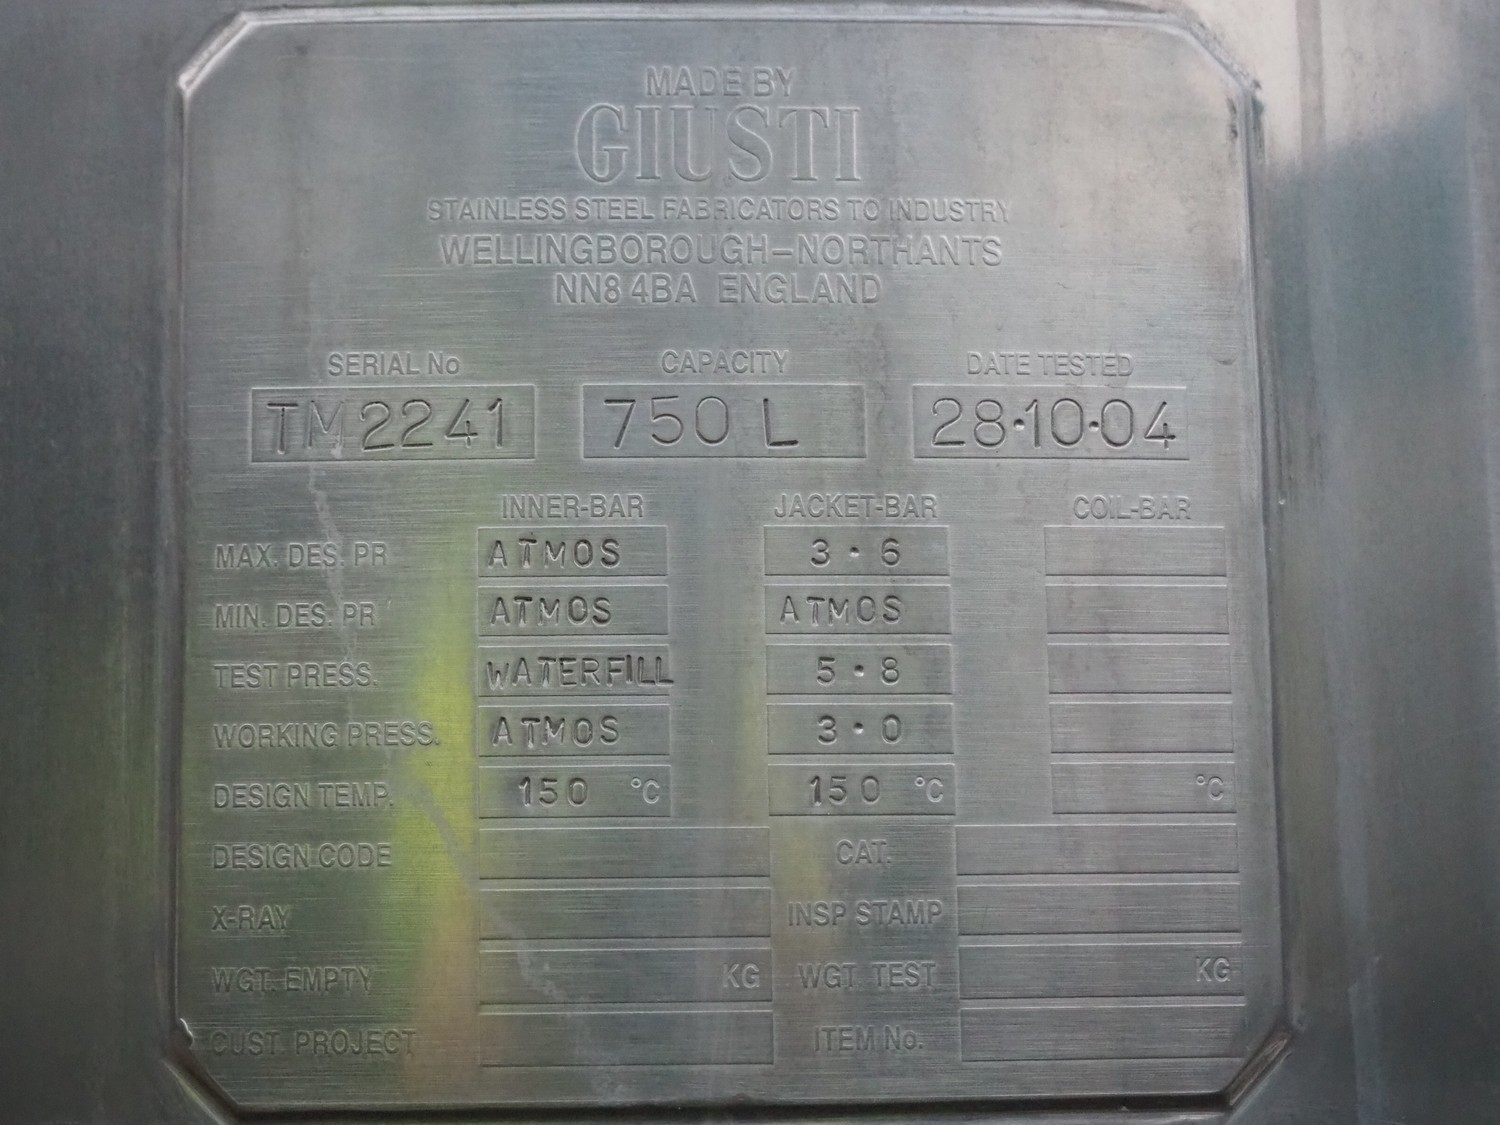 MADE BY
GIUSTI
STAINLESS STEEL FABRICATORS TO INDUSTRY
WELLINGBOROUGH-NORTHANTS
NN8 4BA ENGLAND
SERIAL No CAPACITY DATE TESTED
TM2241 750 L 28·10·04
INNER-BAR JACKET-BAR COIL-BAR
MAX. DES. PR ATMOS 3·6
MIN. DES. PR ATMOS ATMOS
TEST PRESS. WATERFILL 5·8
WORKING PRESS. ATMOS 3·0
DESIGN TEMP. 150 °C 150 °C °C
DESIGN CODE CAT.
X-RAY INSP STAMP
WGT. EMPTY KG WGT. TEST KG
CUST. PROJECT ITEM No.